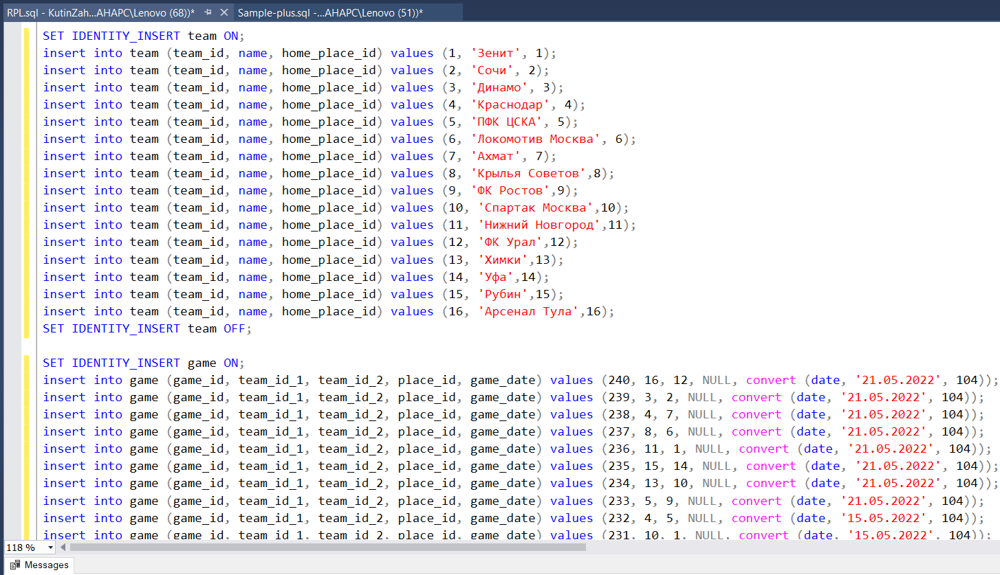 RPL.sql - KutinZah...AHAPC\Lenovo (68))*
Sample-plus.sql -...AHAPC\Lenovo (51))*
SET IDENTITY_INSERT team ON;
insert into team (team_id, name, home_place_id) values (1, 'Зенит', 1);
insert into team (team_id, name, home_place_id) values (2, 'Сочи', 2);
insert into team (team_id, name, home_place_id) values (3, 'Динамо', 3);
insert into team (team_id, name, home_place_id) values (4, 'Краснодар', 4);
insert into team (team_id, name, home_place_id) values (5, 'ПФК ЦСКА', 5);
insert into team (team_id, name, home_place_id) values (6, 'Локомотив Москва', 6);
insert into team (team_id, name, home_place_id) values (7, 'Ахмат', 7);
insert into team (team_id, name, home_place_id) values (8, 'Крылья Советов',8);
insert into team (team_id, name, home_place_id) values (9, 'ФК Ростов',9);
insert into team (team_id, name, home_place_id) values (10, 'Спартак Москва',10);
insert into team (team_id, name, home_place_id) values (11, 'Нижний Новгород',11);
insert into team (team_id, name, home_place_id) values (12, 'ФК Урал',12);
insert into team (team_id, name, home_place_id) values (13, 'Химки',13);
insert into team (team_id, name, home_place_id) values (14, 'Уфа',14);
insert into team (team_id, name, home_place_id) values (15, 'Рубин',15);
insert into team (team_id, name, home_place_id) values (16, 'Арсенал Тула',16);
SET IDENTITY_INSERT team OFF;
SET IDENTITY_INSERT game ON;
insert into game (game_id, team_id_1, team_id_2, place_id, game_date) values (240, 16, 12, NULL, convert (date, '21.05.2022', 104));
insert into game (game_id, team_id_1, team_id_2, place_id, game_date) values (239, 3, 2, NULL, convert (date, '21.05.2022', 104));
insert into game (game_id, team_id_1, team_id_2, place_id, game_date) values (238, 4, 7, NULL, convert (date, '21.05.2022', 104));
insert into game (game_id, team_id_1, team_id_2, place_id, game_date) values (237, 8, 6, NULL, convert (date, '21.05.2022', 104));
insert into game (game_id, team_id_1, team_id_2, place_id, game_date) values (236, 11, 1, NULL, convert (date, '21.05.2022', 104));
insert into game (game_id, team_id_1, team_id_2, place_id, game_date) values (235, 15, 14, NULL, convert (date, '21.05.2022', 104));
insert into game (game_id, team_id_1, team_id_2, place_id, game_date) values (234, 13, 10, NULL, convert (date, '21.05.2022', 104));
insert into game (game_id, team_id_1, team_id_2, place_id, game_date) values (233, 5, 9, NULL, convert (date, '21.05.2022', 104));
insert into game (game_id, team_id_1, team_id_2, place_id, game_date) values (232, 4, 5, NULL, convert (date, '15.05.2022', 104));
insert into game (game_id, team_id_1, team_id_2, place_id, game_date) values (231, 10, 1, NULL, convert (date, '15.05.2022', 104));
118 %
Messages